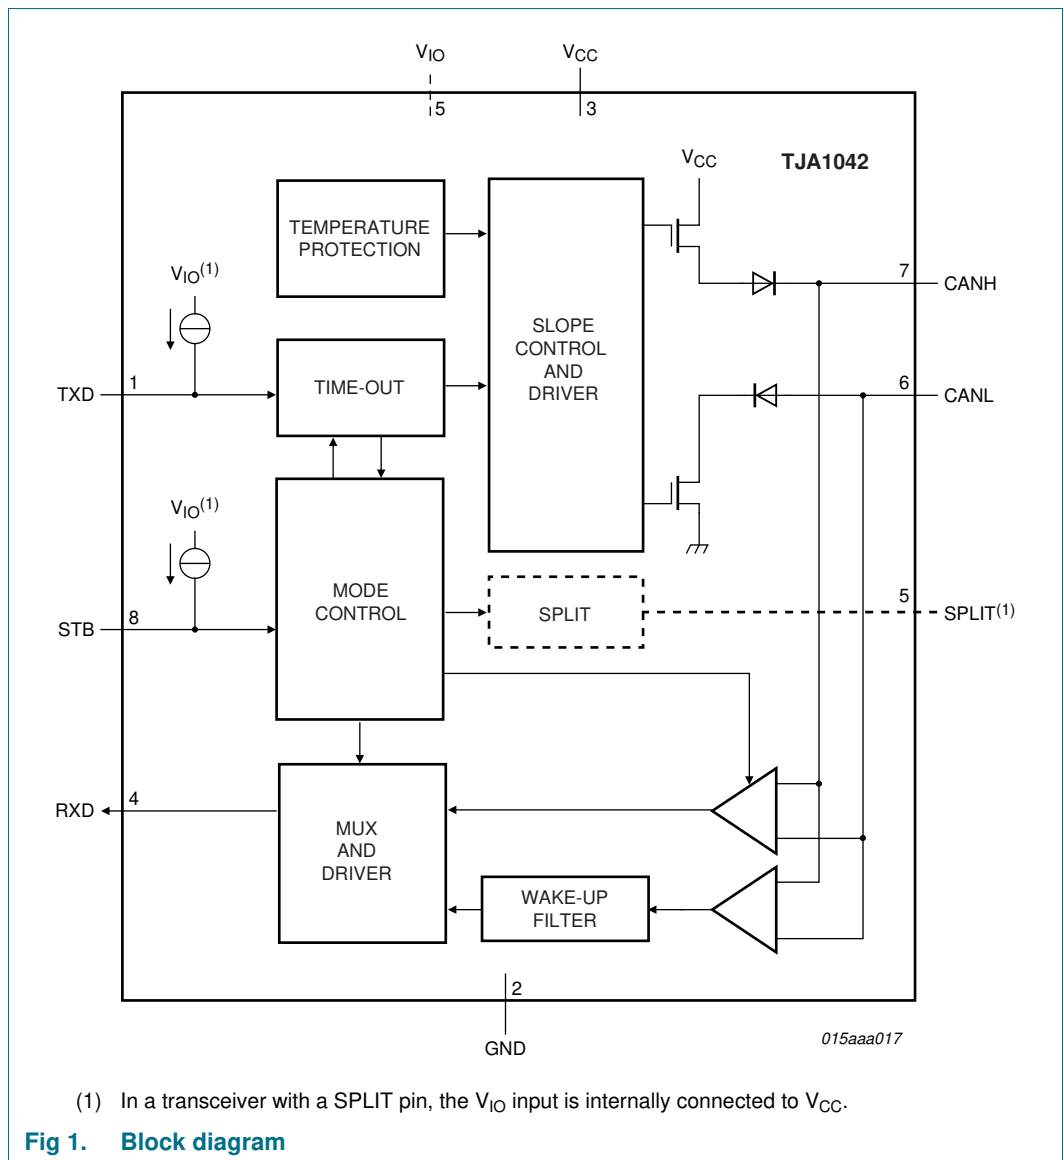 VIO VCC
5 3
VCC TJA1042
TEMPERATURE
PROTECTION
VIO(1)
7 CANH
SLOPE
CONTROL
AND
DRIVER
TXD 1 TIME-OUT
6 CANL
VIO(1)
MODE
CONTROL
SPLIT
5 SPLIT(1)
STB 8
RXD 4
MUX
AND
DRIVER
WAKE-UP
FILTER
2
GND
015aaa017
(1) In a transceiver with a SPLIT pin, the VIO input is internally connected to VCC.
Fig 1. Block diagram